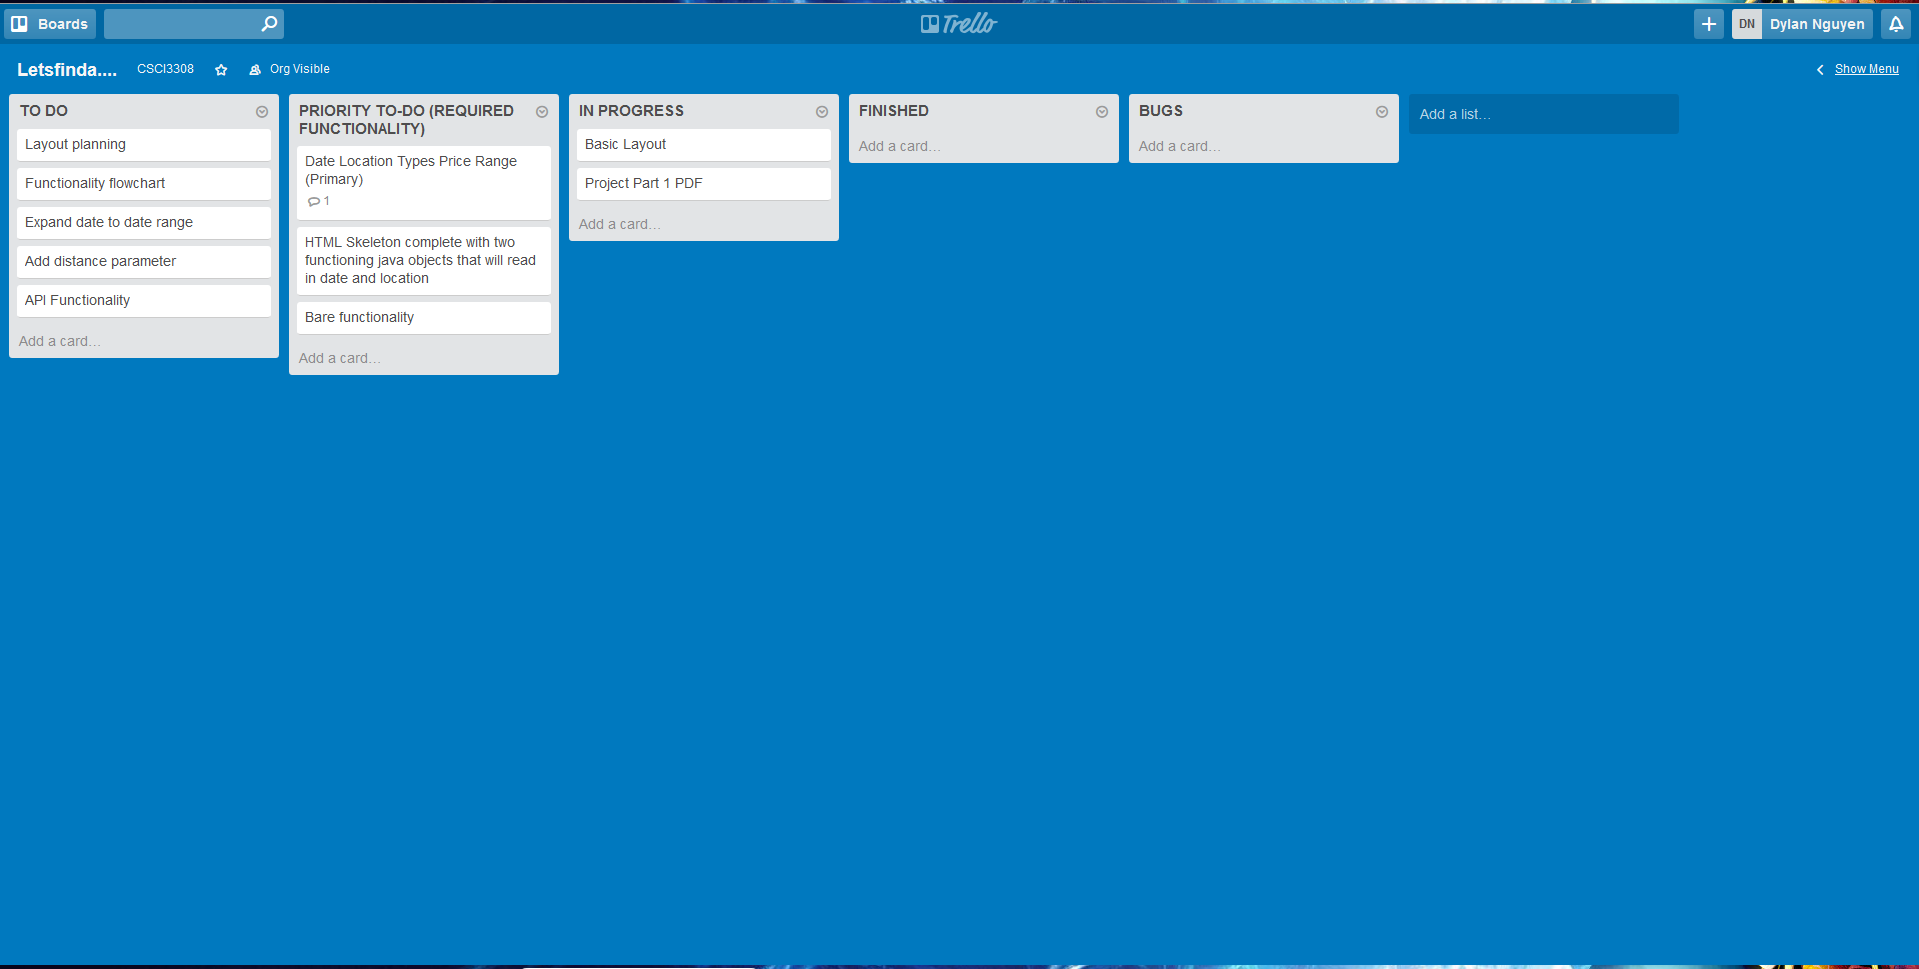 Boards
Trello
DN Dylan Nguyen
Letsfinda.... CSCI3308 Org Visible Show Menu
TO DO
Layout planning
Functionality flowchart
Expand date to date range
Add distance parameter
API Functionality
Add a card...
PRIORITY TO-DO (REQUIRED
FUNCTIONALITY)
Date Location Types Price Range
(Primary)
1
HTML Skeleton complete with two
functioning java objects that will read
in date and location
Bare functionality
Add a card...
IN PROGRESS
Basic Layout
Project Part 1 PDF
Add a card...
FINISHED
Add a card...
BUGS
Add a card...
Add a list...